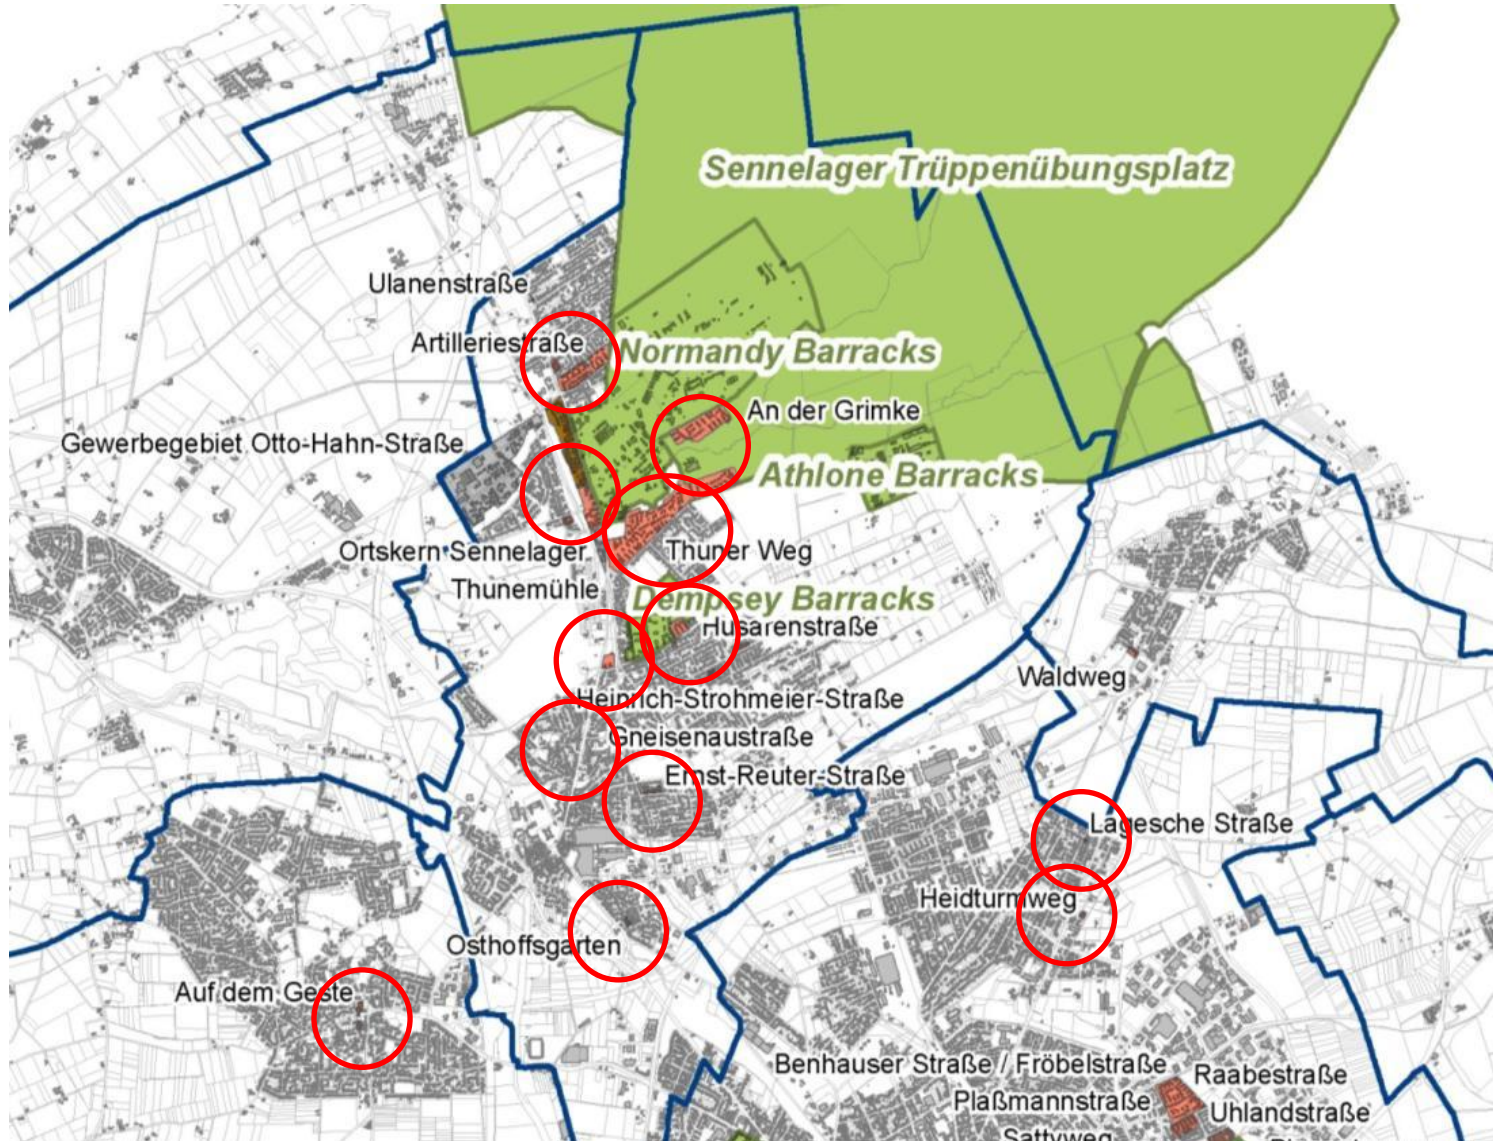 Sennelager Trüppenübungsplatz
Ulanenstraße
Artilleriestraße
Normandy Barracks
An der Grimke
Gewerbegebiet Otto-Hahn-Straße
Athlone Barracks
Ortskern Sennelager
Thuner Weg
Thunemühle
Dempsey Barracks
Husarenstraße
Waldweg
Heinrich-Strohmeier-Straße
Gneisenaustraße
Ernst-Reuter-Straße
Lagesche Straße
Heidturmweg
Osthoffsgarten
Auf dem Geste
Benhauser Straße / Fröbelstraße
Raabestraße
Plaßmannstraße
Uhlandstraße
Sattyweg